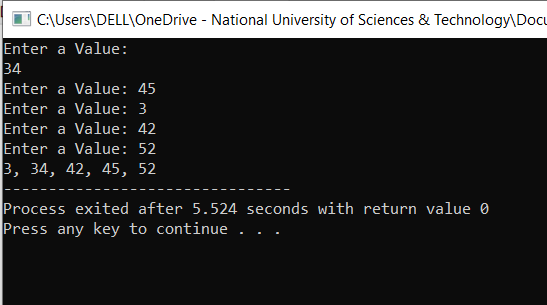 C:\Users\DELL\OneDrive - National University of Sciences & Technology\Docu
Enter a Value:
34
Enter a Value: 45
Enter a Value: 3
Enter a Value: 42
Enter a Value: 52
3, 34, 42, 45, 52
--------------------------------
Process exited after 5.524 seconds with return value 0
Press any key to continue . . .